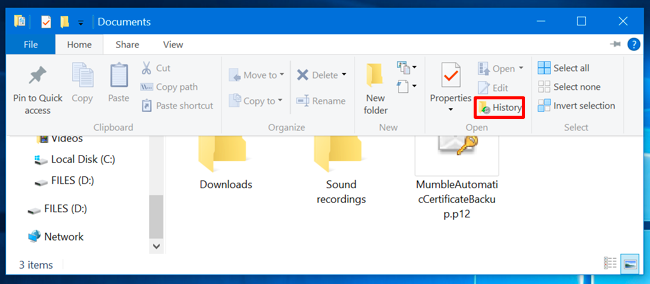 Documents
File Home Share View
Pin to Quick
access
Copy
Paste
Cut
Copy path
Paste shortcut
Clipboard
Move to
Copy to
Delete
Rename
Organize
New
folder
New
Properties
Open
Edit
History
Open
Select all
Select none
Invert selection
Select
Videos
Local Disk (C:)
FILES (D:)
FILES (D:)
Network
Downloads
Sound
recordings
MumbleAutomati
cCertificateBacku
p.p12
3 items